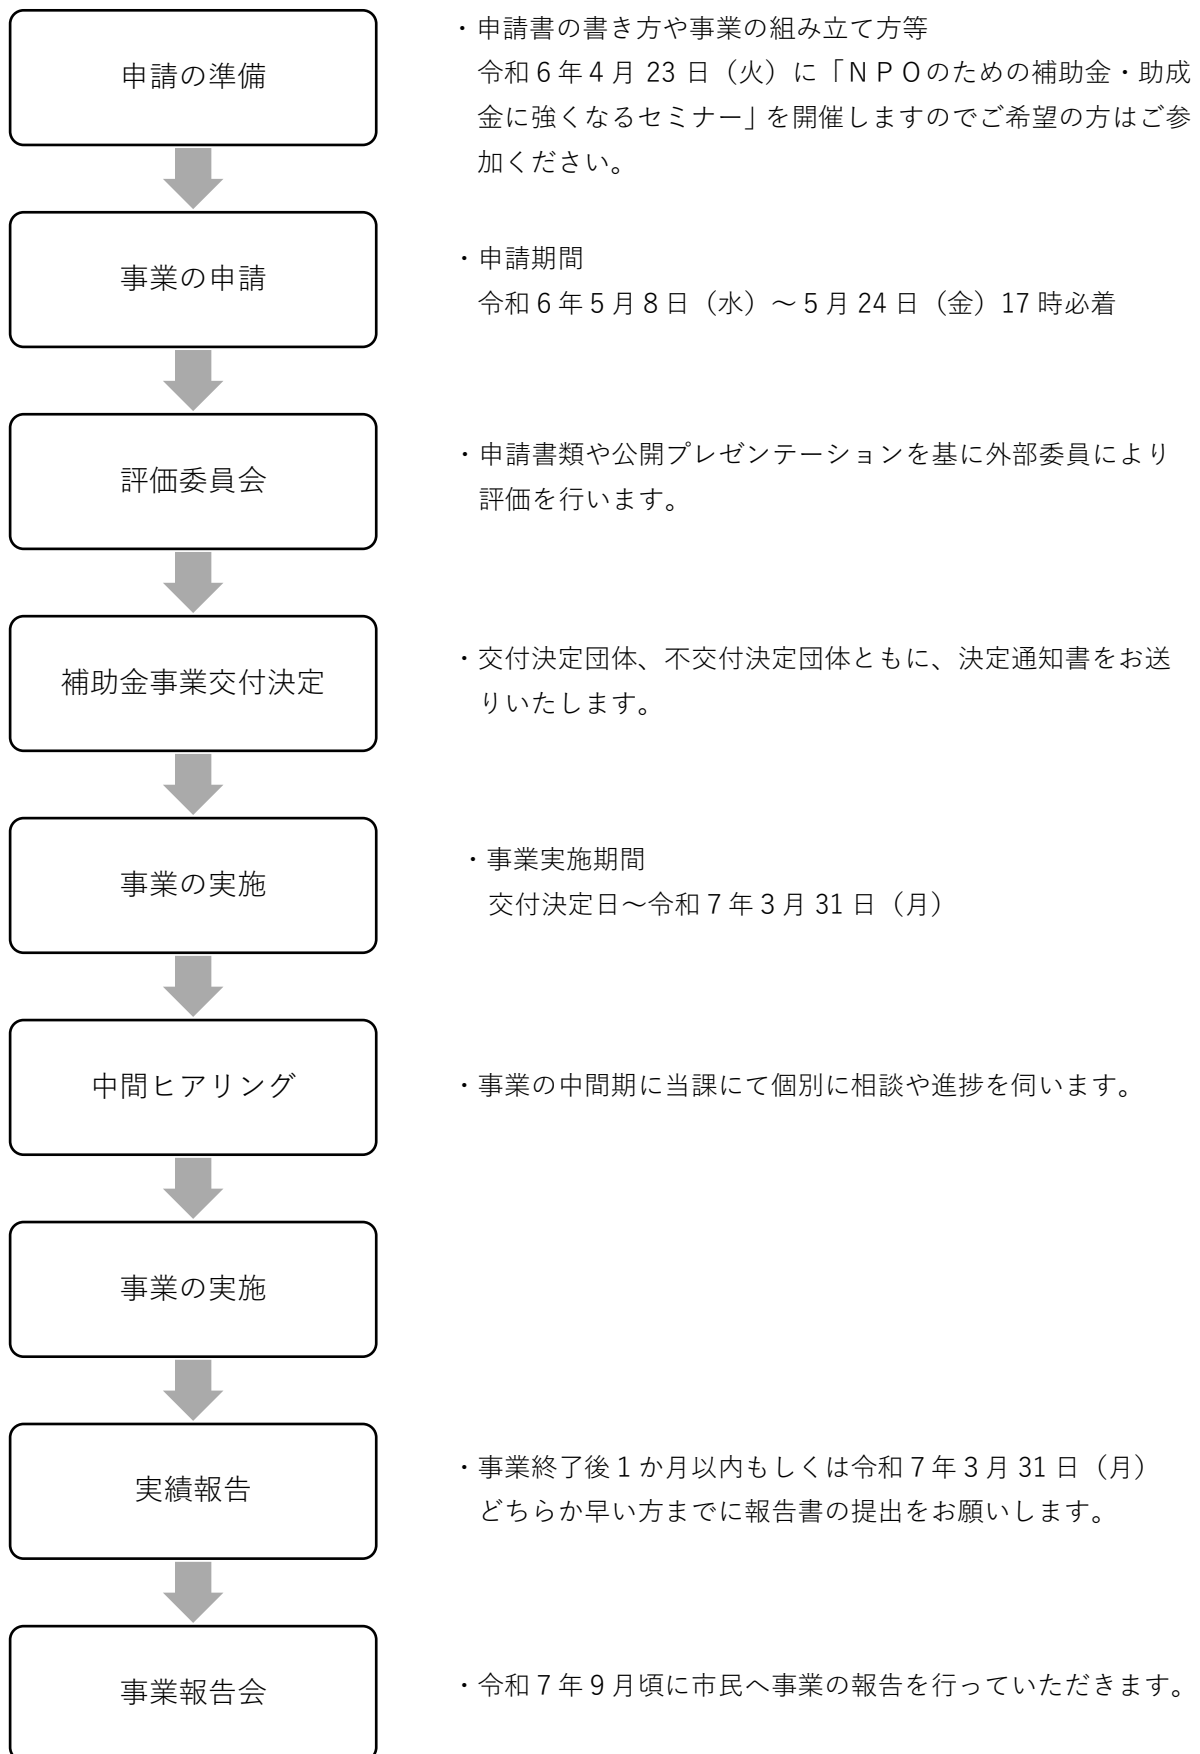 申請の準備
・申請書の書き方や事業の組み立て方等
令和６年４月 23 日（火）に「ＮＰＯのための補助金・助成
金に強くなるセミナー」を開催しますのでご希望の方はご参
加ください。
事業の申請
・申請期間
令和６年５月８日（水）～５月 24 日（金）17 時必着
評価委員会
・申請書類や公開プレゼンテーションを基に外部委員により
評価を行います。
補助金事業交付決定
・交付決定団体、不交付決定団体ともに、決定通知書をお送
りいたします。
事業の実施
・事業実施期間
交付決定日～令和７年３月 31 日（月）
中間ヒアリング
・事業の中間期に当課にて個別に相談や進捗を伺います。
事業の実施
実績報告
・事業終了後１か月以内もしくは令和７年３月 31 日（月）
どちらか早い方までに報告書の提出をお願いします。
事業報告会
・令和７年９月頃に市民へ事業の報告を行っていただきます。